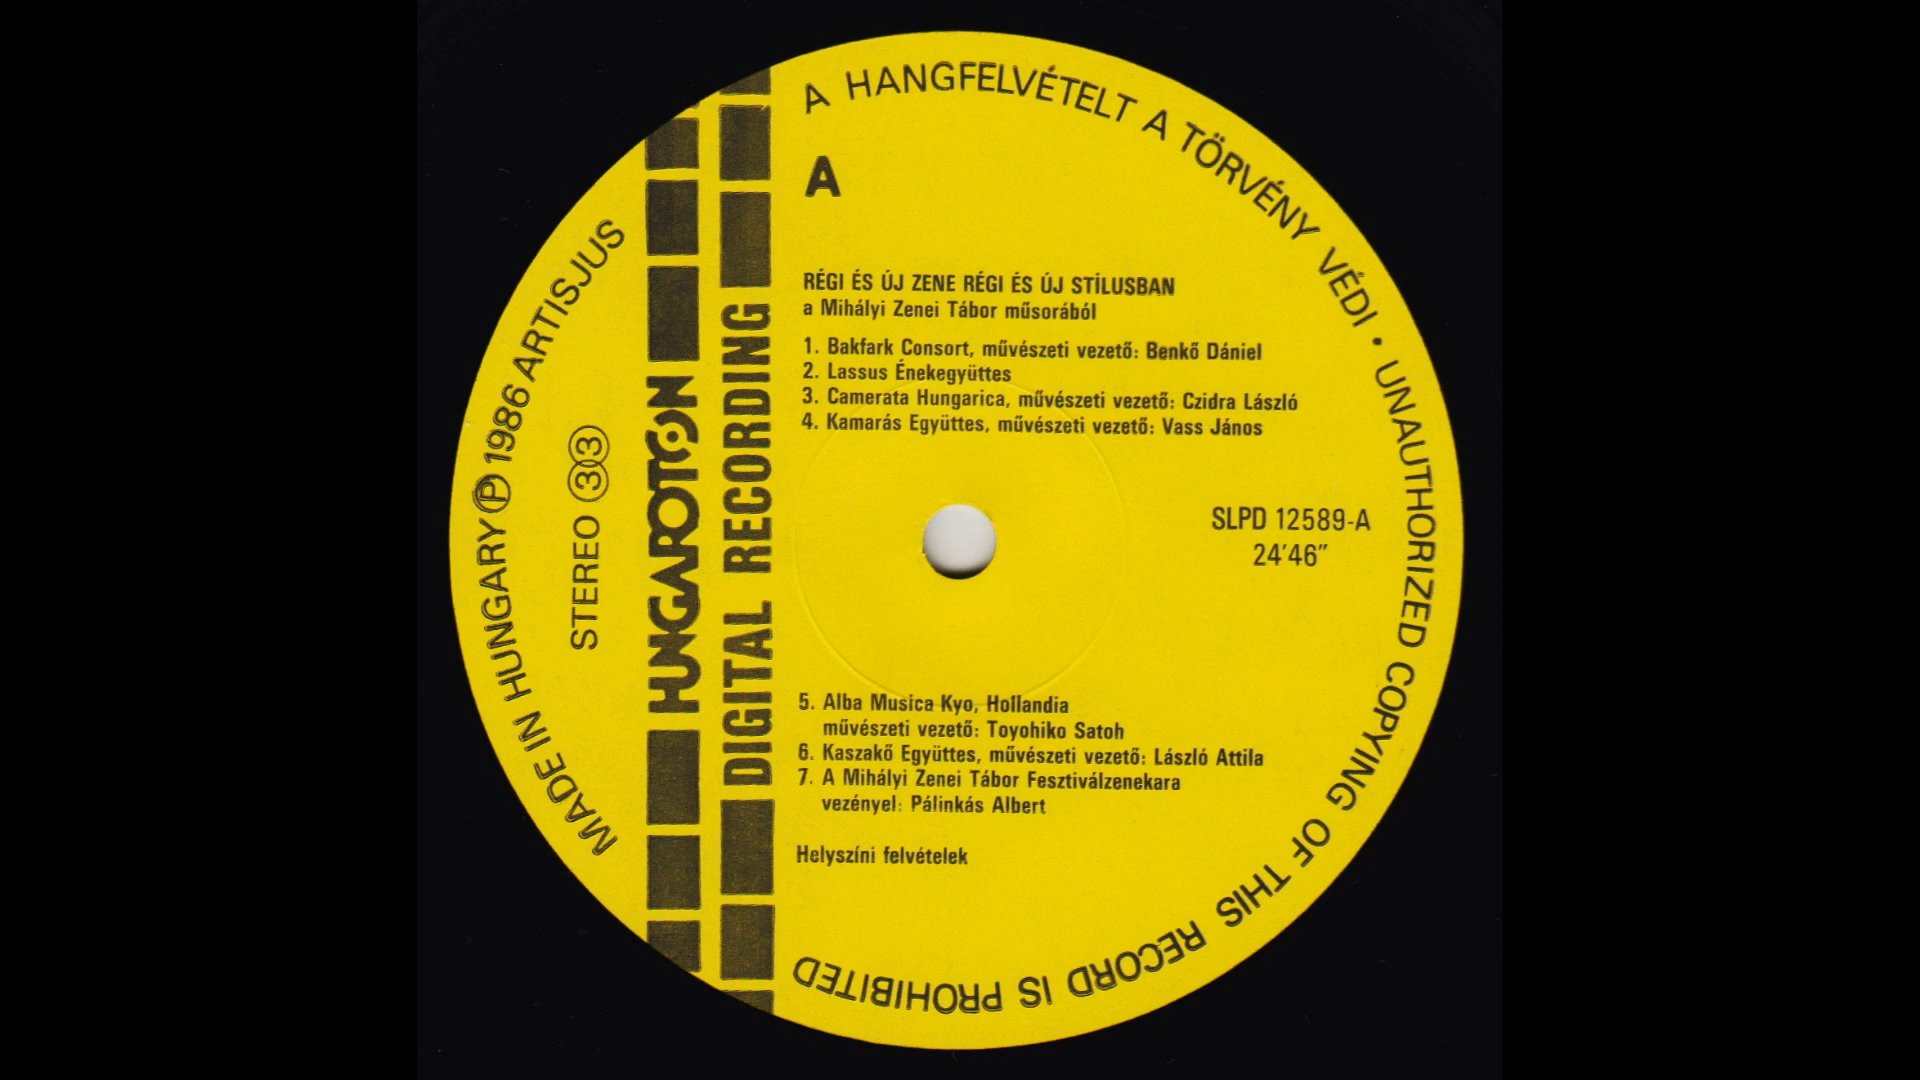 A HANGFELVÉTELT A TÖRVÉNY VÉDI • UNAUTHORIZED COPYING OF THIS RECORD IS PROHIBITED
MADE IN HUNGARY Ⓟ 1986 ARTISJUS
STEREO 33
HUNGAROTON
DIGITAL RECORDING
A
RÉGI ÉS ÚJ ZENE RÉGI ÉS ÚJ STÍLUSBAN
a Mihályi Zenei Tábor műsorából
1. Bakfark Consort, művészeti vezető: Benkő Dániel
2. Lassus Énekegyüttes
3. Camerata Hungarica, művészeti vezető: Czidra László
4. Kamarás Együttes, művészeti vezető: Vass János
SLPD 12589-A
24’46”
5. Alba Musica Kyo, Hollandia
művészeti vezető: Toyohiko Satoh
6. Kaszakő Együttes, művészeti vezető: László Attila
7. A Mihályi Zenei Tábor Fesztiválzenekara
vezényel: Pálinkás Albert
Helyszíni felvételek